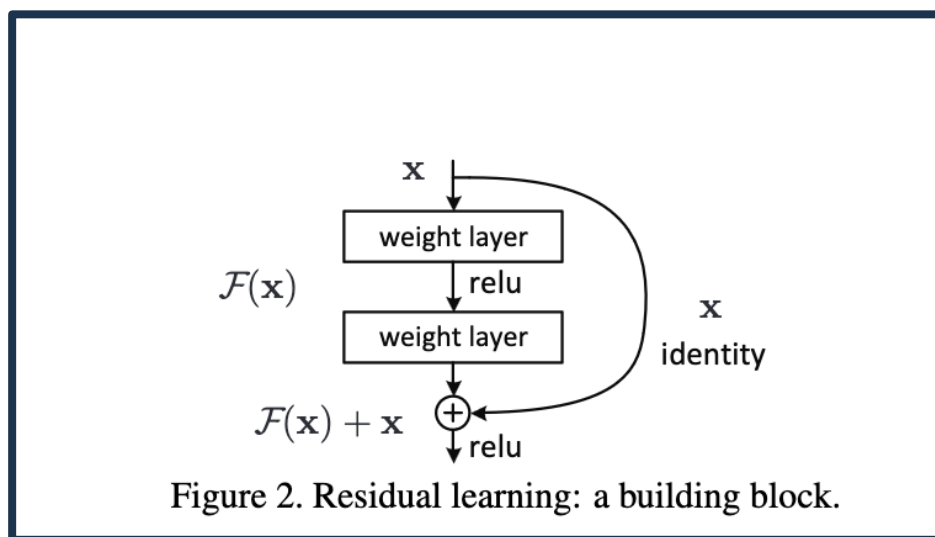 x
weight layer
F(x)
relu
x
weight layer
identity
F(x) + x
relu
Figure 2. Residual learning: a building block.